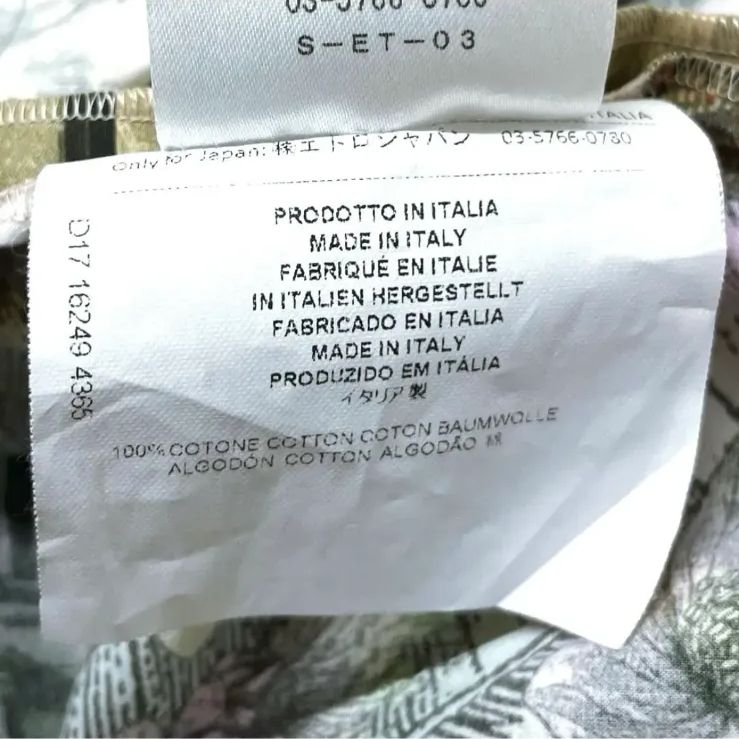 S-ET-03
ITALIA
Only for Japan: 株エトロジャパン 03-5766-0780
PRODOTTO IN ITALIA
MADE IN ITALY
FABRIQUÉ EN ITALIE
IN ITALIEN HERGESTELLT
FABRICADO EN ITALIA
MADE IN ITALY
PRODUZIDO EM ITÁLIA
イタリア製
100% COTONE COTTON COTON BAUMWOLLE
ALGODÓN COTTON ALGODÃO 綿
D17 16249 4365